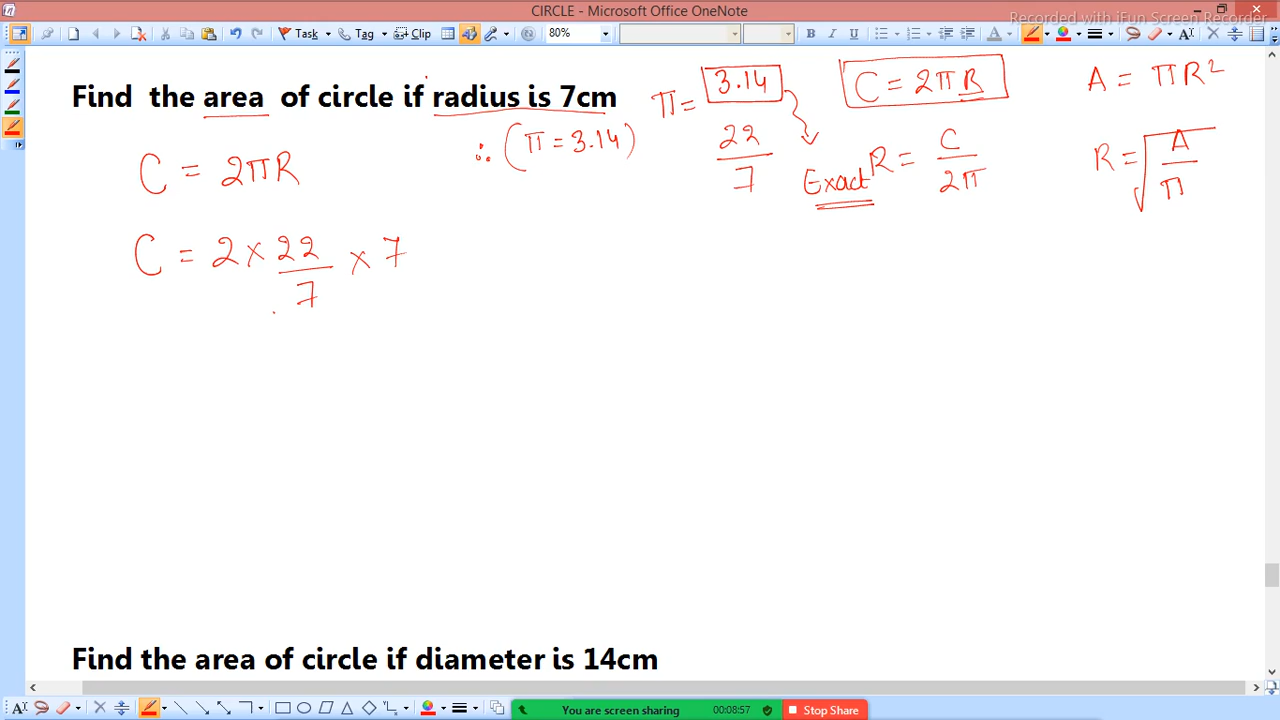 CIRCLE - Microsoft Office OneNote
Recorded with iFun Screen Recorder
Task Tag Clip 80% B I U
Find the area of circle if radius is 7cm
π = 3.14
22/7
Exact
C = 2πR
R = C/2π
A = πR²
R = √(A/π)
∴ (π = 3.14)
C = 2πR
C = 2 × 22/7 × 7
Find the area of circle if diameter is 14cm
You are screen sharing 00:08:57 Stop Share